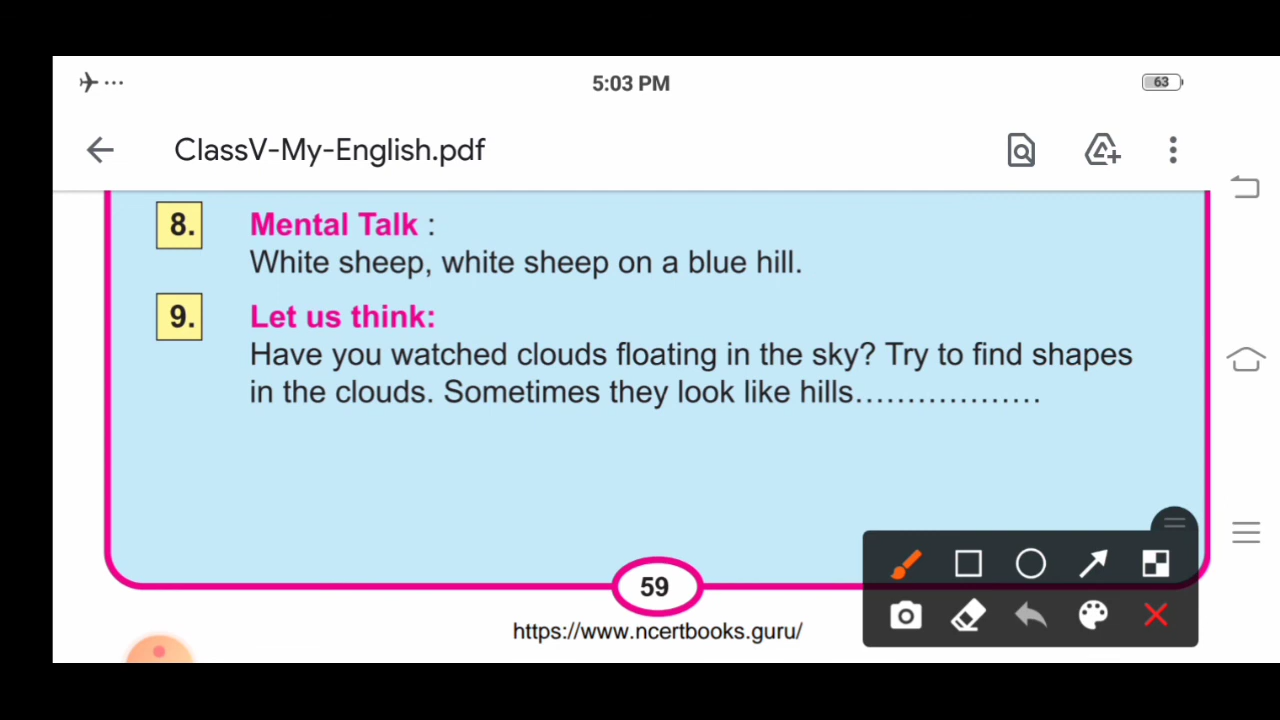 5:03 PM
63
ClassV-My-English.pdf
8. Mental Talk :
White sheep, white sheep on a blue hill.
9. Let us think:
Have you watched clouds floating in the sky? Try to find shapes
in the clouds. Sometimes they look like hills..................
59
https://www.ncertbooks.guru/